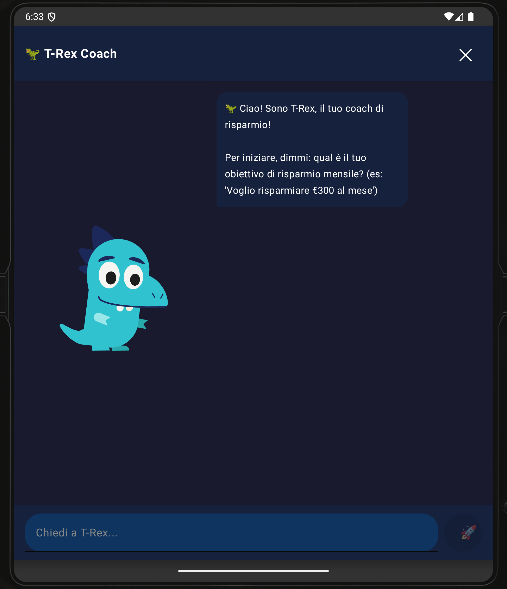 6:33
🦖 T-Rex Coach
🦖 Ciao! Sono T-Rex, il tuo coach di
risparmio!
Per iniziare, dimmi: qual è il tuo
obiettivo di risparmio mensile? (es:
'Voglio risparmiare €300 al mese')
Chiedi a T-Rex...